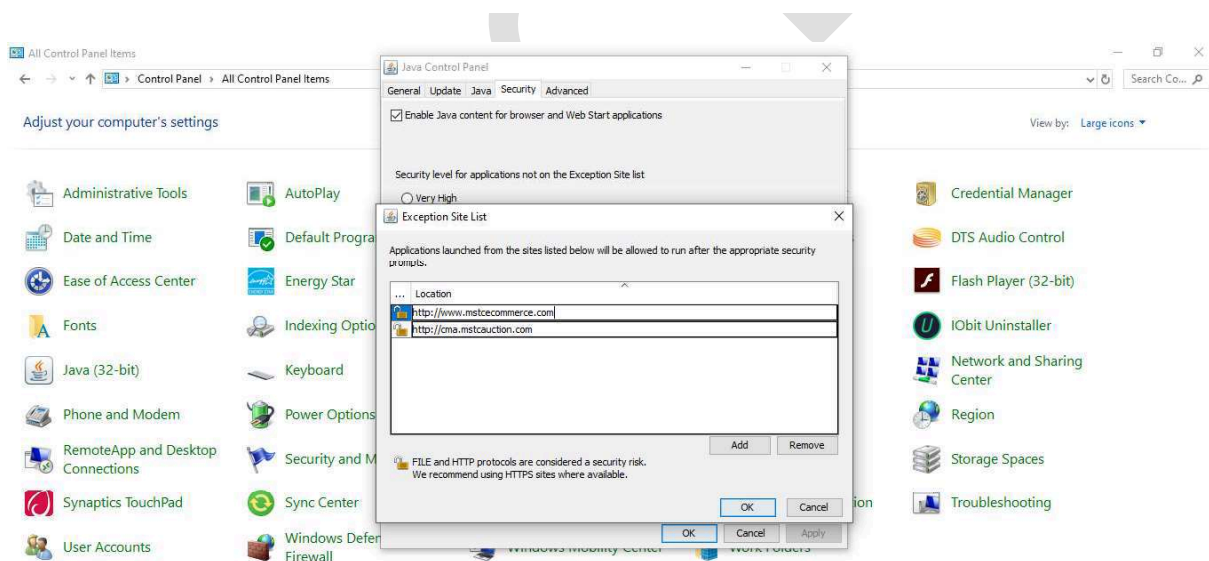 All Control Panel Items
Control Panel > All Control Panel Items
Search Co...
Adjust your computer's settings
View by: Large icons
Administrative Tools
AutoPlay
Credential Manager
Date and Time
Default Progra
DTS Audio Control
Ease of Access Center
Energy Star
Flash Player (32-bit)
Fonts
Indexing Optio
IObit Uninstaller
Java (32-bit)
Keyboard
Network and Sharing
Center
Phone and Modem
Power Options
Region
RemoteApp and Desktop
Connections
Security and M
Storage Spaces
Synaptics TouchPad
Sync Center
ion
Troubleshooting
User Accounts
Windows Defen
Firewall
Windows Mobility Center
Work Folders
Java Control Panel
General Update Java Security Advanced
Enable Java content for browser and Web Start applications
Security level for applications not on the Exception Site list
Very High
Exception Site List
Applications launched from the sites listed below will be allowed to run after the appropriate security
prompts.
... Location
http://www.mstcecommerce.com
http://cma.mstcauction.com
Add Remove
FILE and HTTP protocols are considered a security risk.
We recommend using HTTPS sites where available.
OK Cancel
OK Cancel Apply